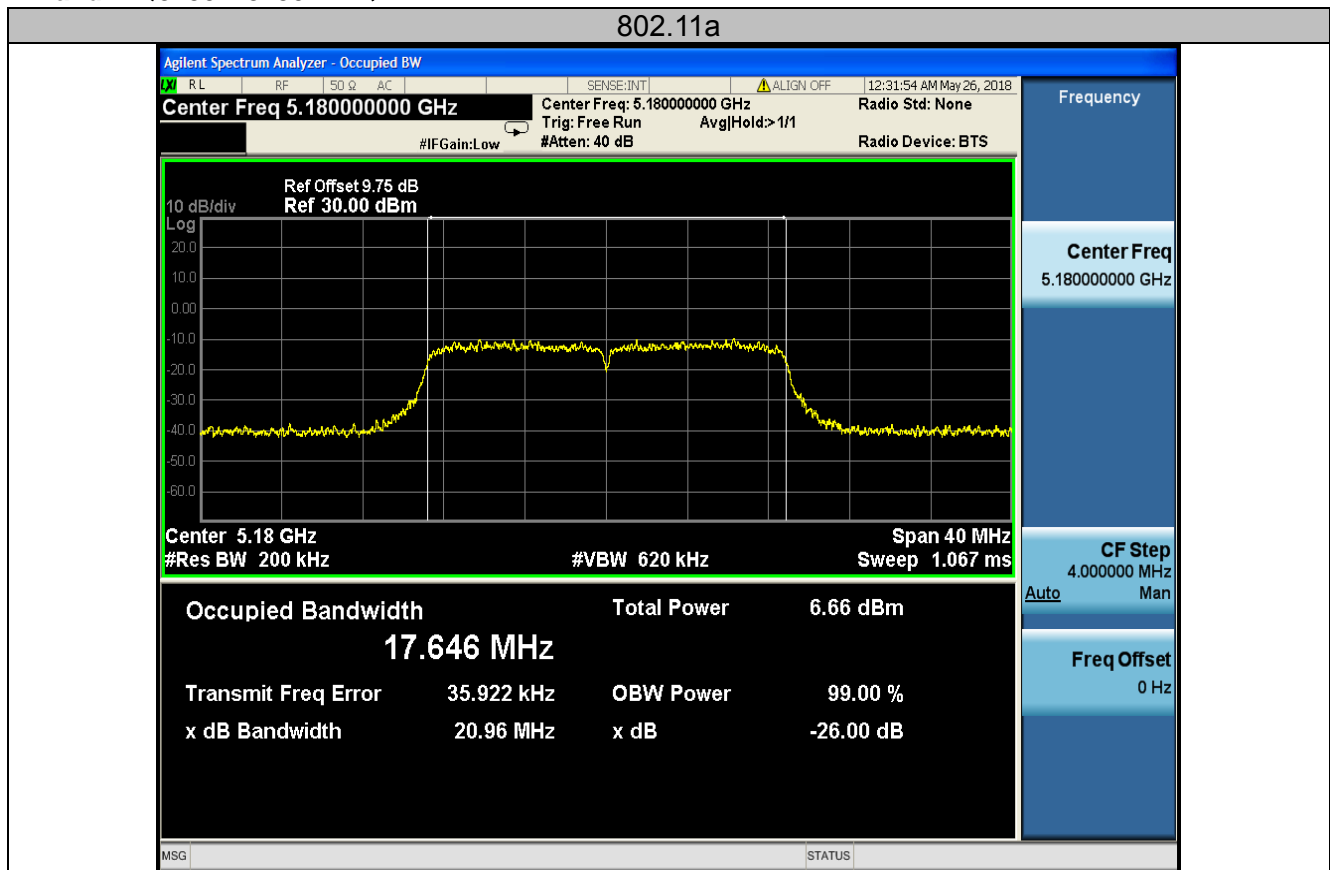 802.11a
Agilent Spectrum Analyzer - Occupied BW
LXI RL RF 50 Ω AC SENSE:INT ALIGN OFF 12:31:54 AM May 26, 2018
Center Freq 5.180000000 GHz
Center Freq: 5.180000000 GHz
Radio Std: None
Trig: Free Run Avg|Hold:>1/1
#IFGain:Low #Atten: 40 dB Radio Device: BTS
Ref Offset 9.75 dB
10 dB/div Ref 30.00 dBm
Log
20.0
10.0
0.00
-10.0
-20.0
-30.0
-40.0
-50.0
-60.0
Center 5.18 GHz Span 40 MHz
#Res BW 200 kHz #VBW 620 kHz Sweep 1.067 ms
Occupied Bandwidth Total Power 6.66 dBm
17.646 MHz
Transmit Freq Error 35.922 kHz OBW Power 99.00 %
x dB Bandwidth 20.96 MHz x dB -26.00 dB
Frequency
Center Freq
5.180000000 GHz
CF Step
4.000000 MHz
Auto Man
Freq Offset
0 Hz
MSG STATUS